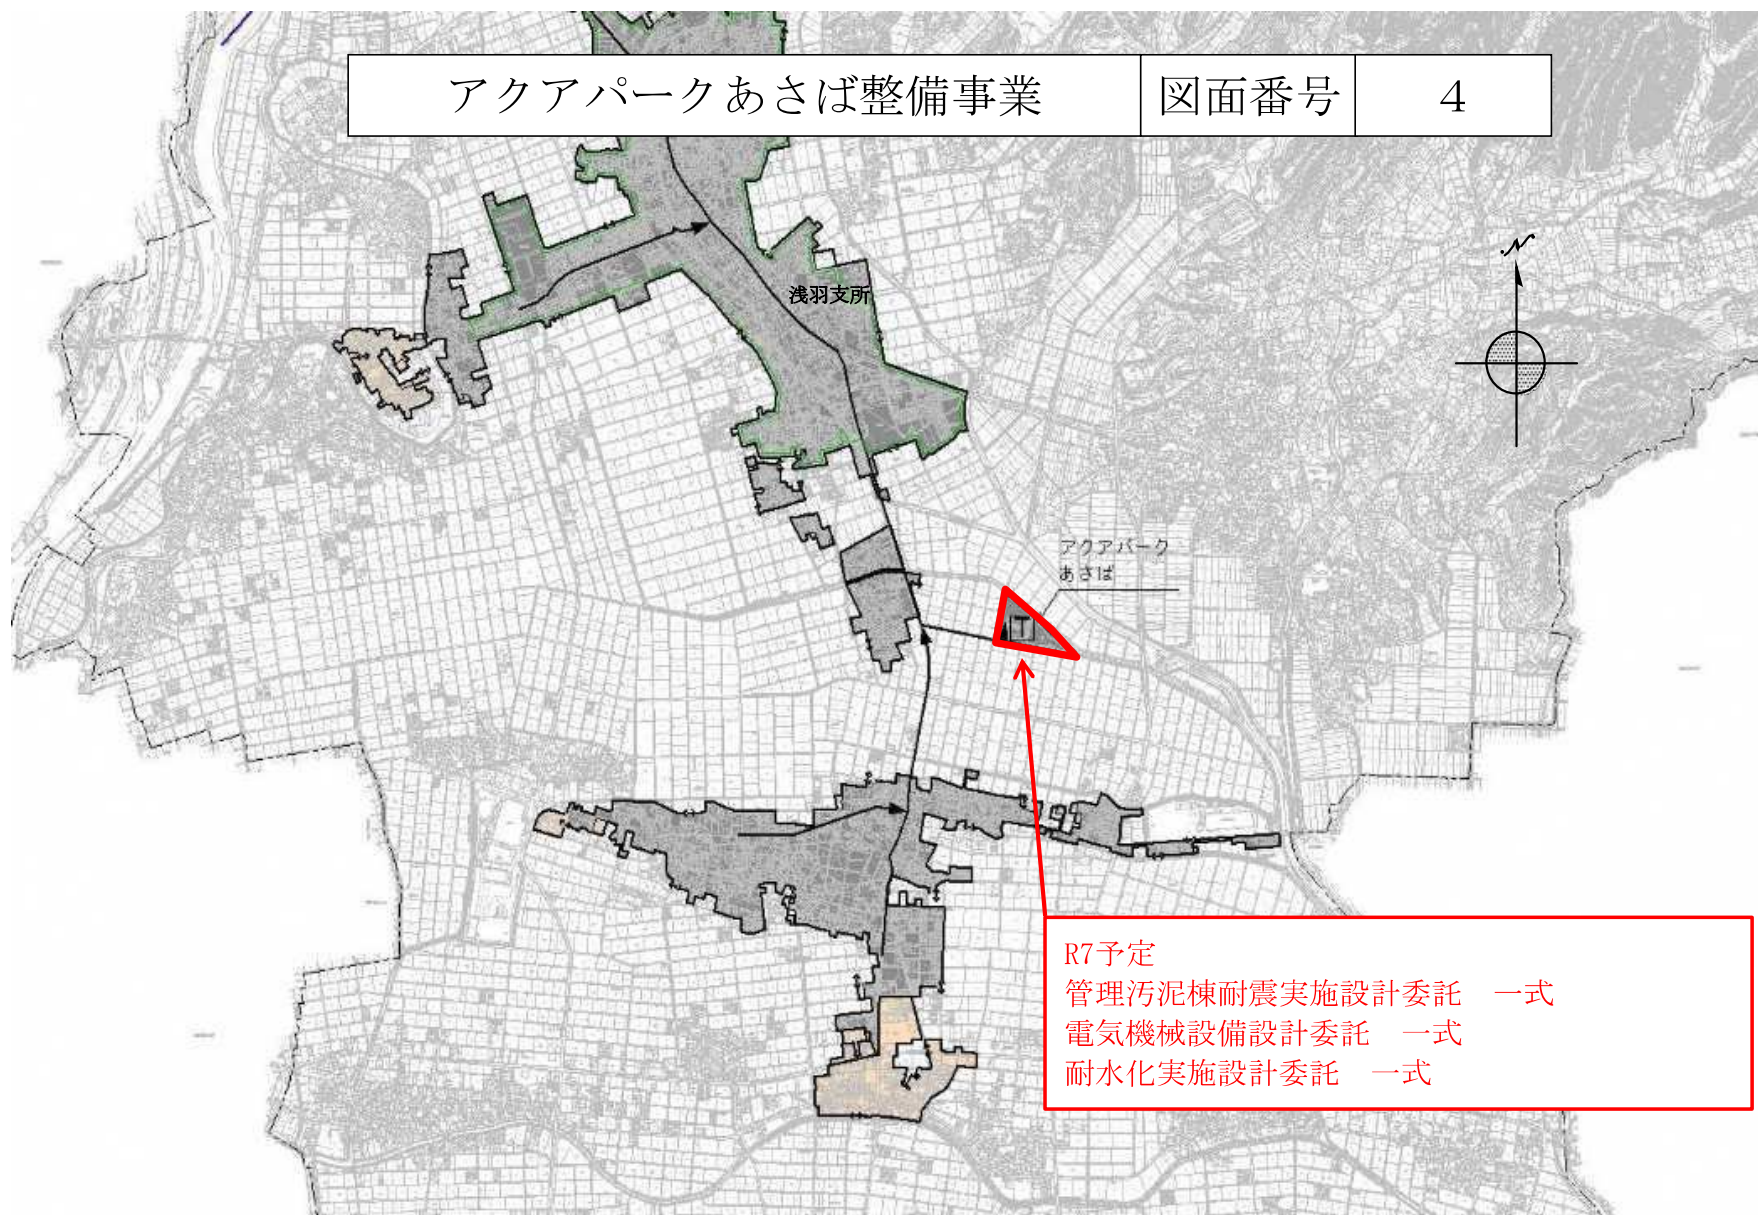 アクアパークあさば整備事業 図面番号 4
浅羽支所
アクアパーク
あさば
T
R7予定
管理汚泥棟耐震実施設計委託　一式
電気機械設備設計委託　一式
耐水化実施設計委託　一式